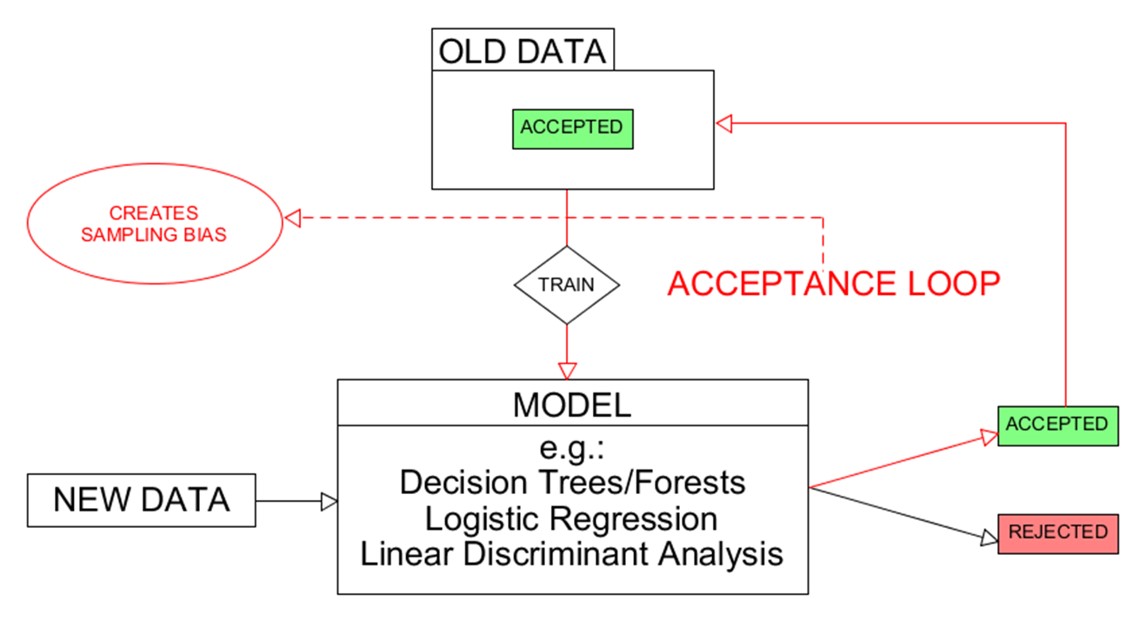 OLD DATA
ACCEPTED
CREATES
SAMPLING BIAS
TRAIN
ACCEPTANCE LOOP
MODEL
e.g.:
Decision Trees/Forests
Logistic Regression
Linear Discriminant Analysis
NEW DATA
ACCEPTED
REJECTED